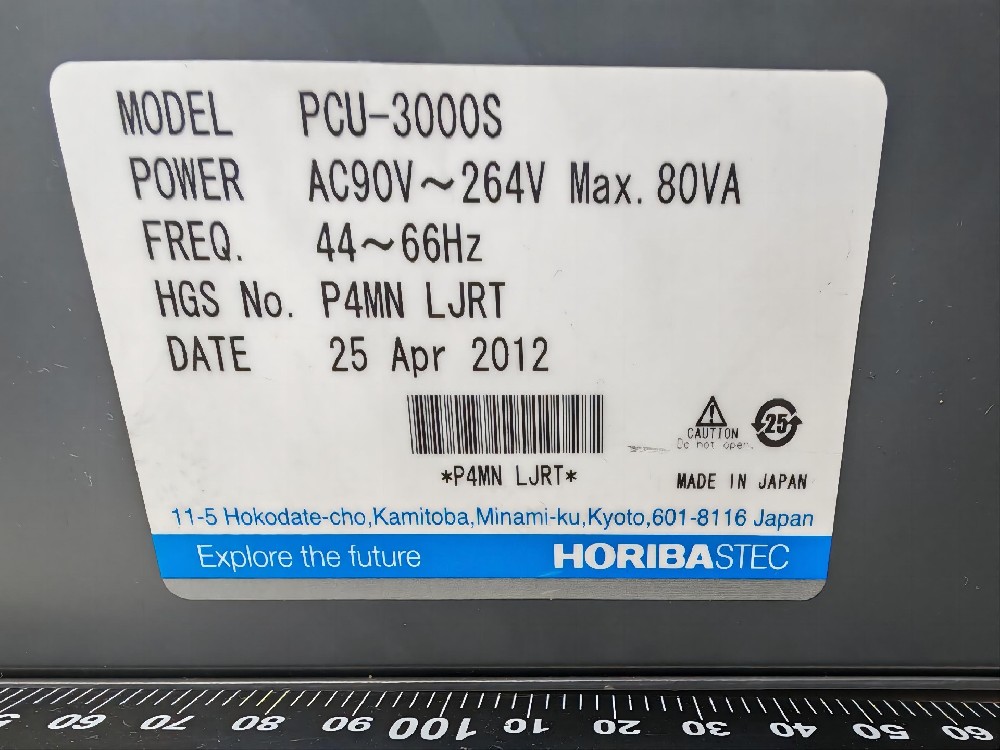 MODEL PCU-3000S
POWER AC90V～264V Max. 80VA
FREQ. 44～66Hz
HGS No. P4MN LJRT
DATE 25 Apr 2012
*P4MN LJRT*
CAUTION
Do not open.
25
MADE IN JAPAN
11-5 Hokodate-cho,Kamitoba,Minami-ku,Kyoto,601-8116 Japan
Explore the future HORIBASTEC
60 70 80 90 100 10 20 30 40 50 60